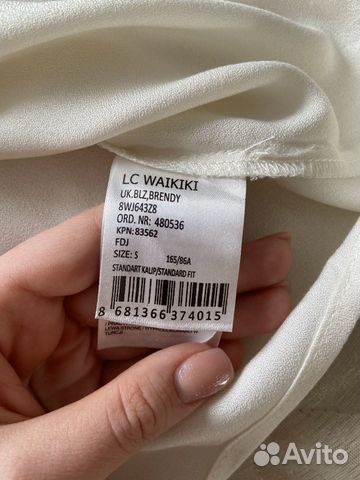 LC WAIKIKI
UK.BLZ,BRENDY
8WJ643Z8
ORD. NR: 480536
KPN:83562
FDJ
SIZE: S 165/86A
STANDART KALIP/STANDARD FIT
8 681366 374015
Avito